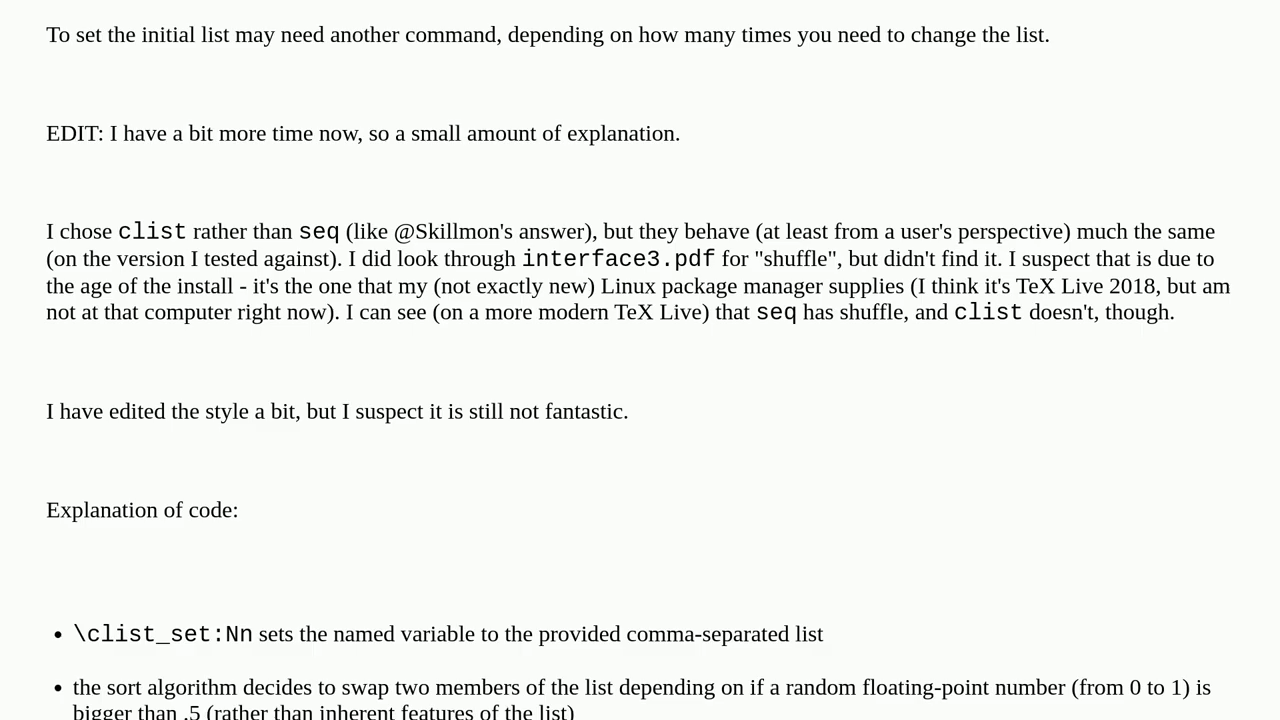 To set the initial list may need another command, depending on how many times you need to change the list.
EDIT: I have a bit more time now, so a small amount of explanation.
I chose clist rather than seq (like @Skillmon's answer), but they behave (at least from a user's perspective) much the same
(on the version I tested against). I did look through interface3.pdf for "shuffle", but didn't find it. I suspect that is due to
the age of the install - it's the one that my (not exactly new) Linux package manager supplies (I think it's TeX Live 2018, but am
not at that computer right now). I can see (on a more modern TeX Live) that seq has shuffle, and clist doesn't, though.
I have edited the style a bit, but I suspect it is still not fantastic.
Explanation of code:
• \clist_set:Nn sets the named variable to the provided comma-separated list
• the sort algorithm decides to swap two members of the list depending on if a random floating-point number (from 0 to 1) is
bigger than .5 (rather than inherent features of the list)